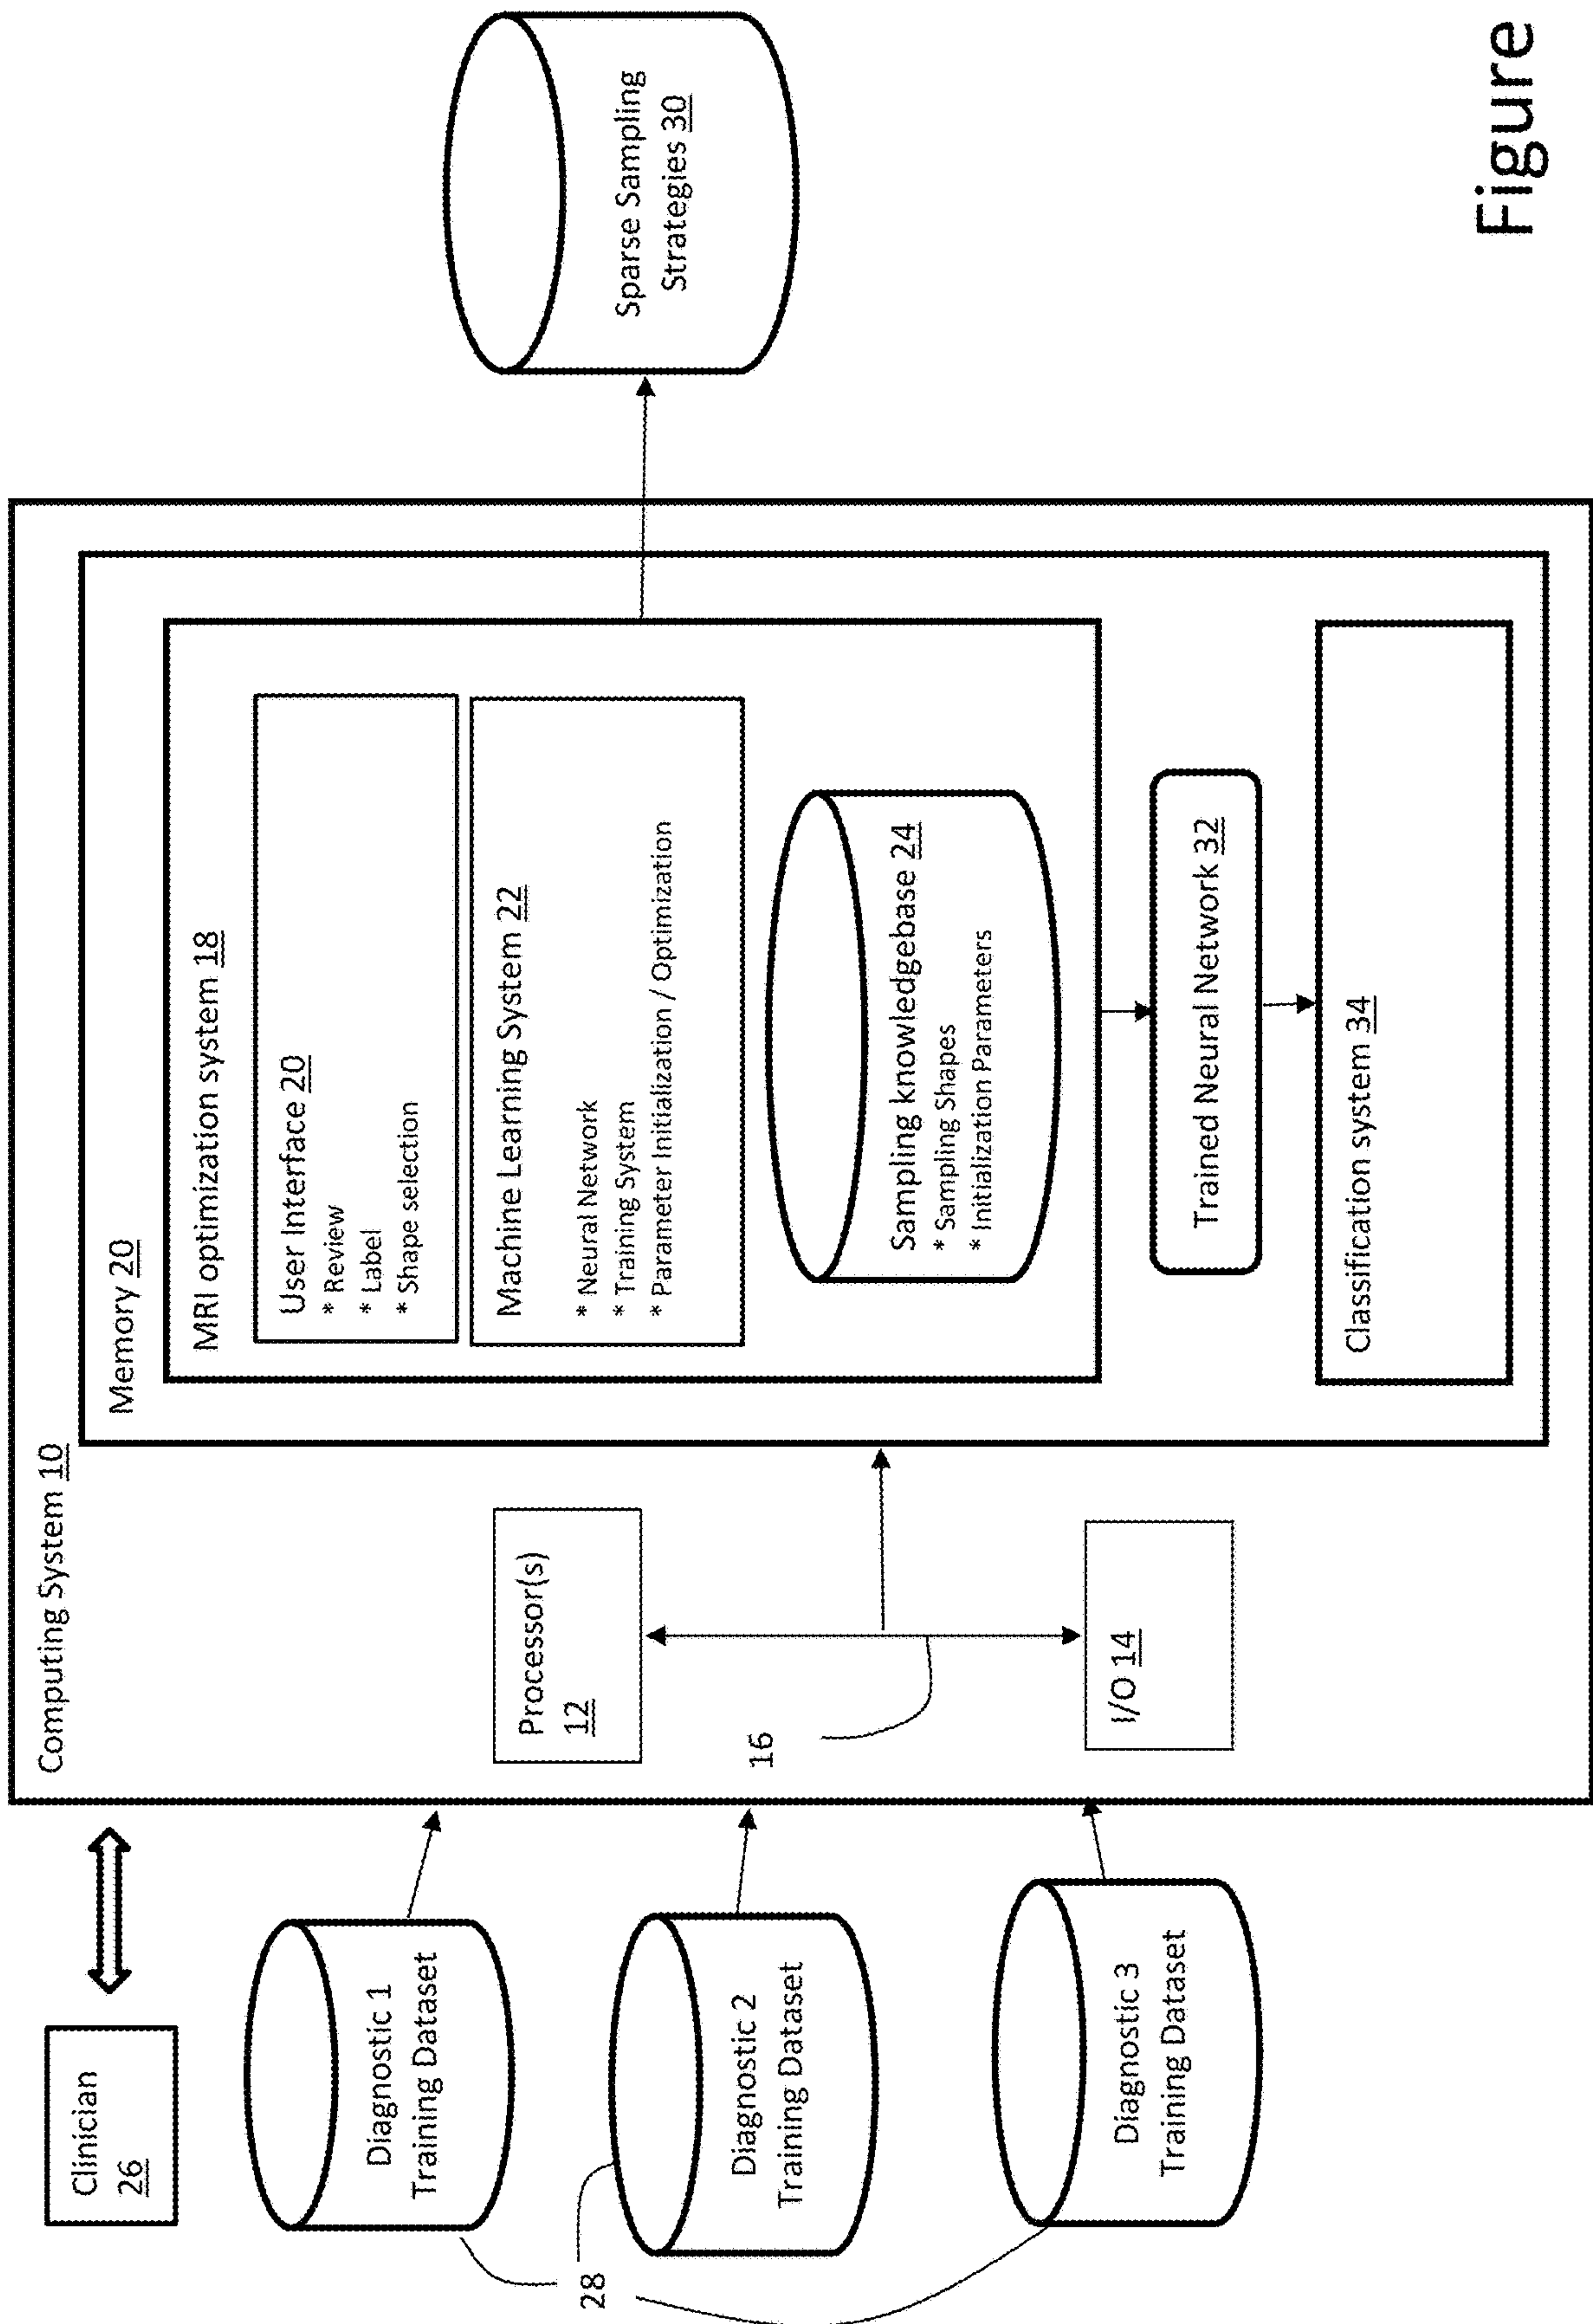 Clinician
26
Computing System 10
Memory 20
MRI optimization system 18
User Interface 20
* Review
* Label
* Shape selection
Machine Learning System 22
* Neural Network
* Training System
* Parameter Initialization / Optimization
Sampling knowledgebase 24
* Sampling Shapes
* Initialization Parameters
Trained Neural Network 32
Classification system 34
Processor(s)
12
16
I/O 14
Diagnostic 1
Training Dataset
Diagnostic 2
Training Dataset
Diagnostic 3
Training Dataset
28
Sparse Sampling
Strategies 30
Figure